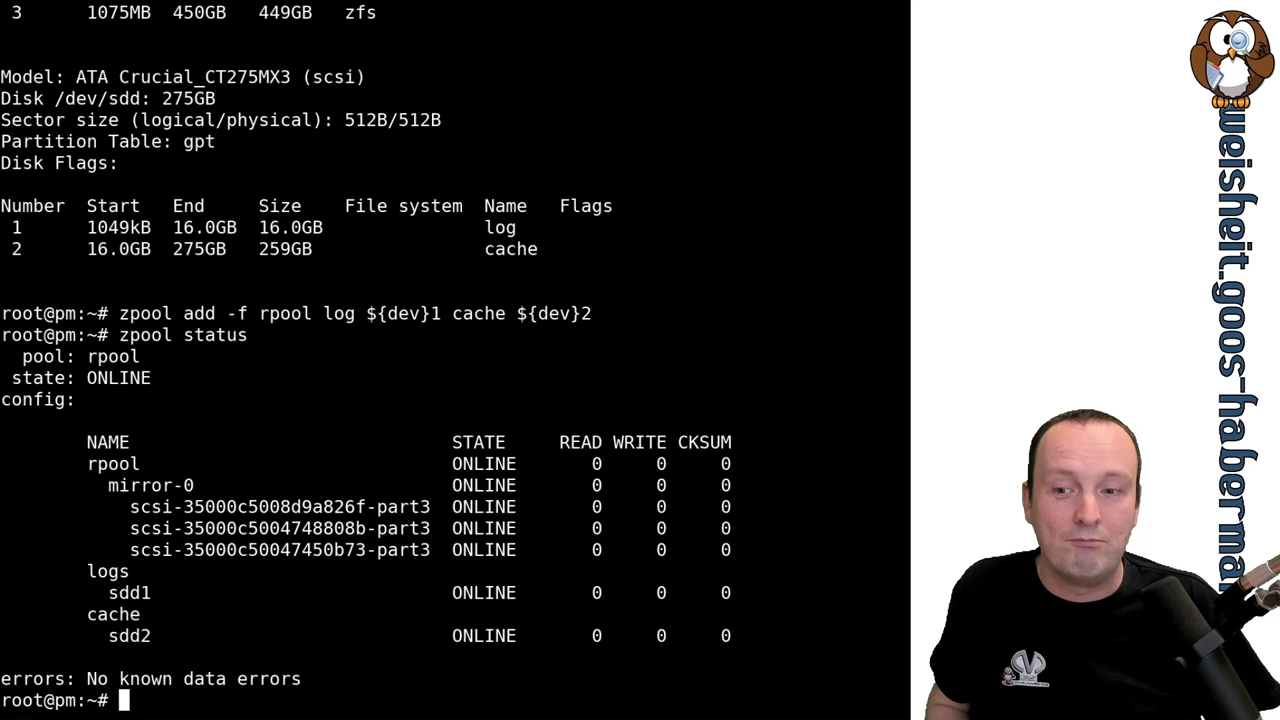 3      1075MB  450GB   449GB   zfs
Model: ATA Crucial_CT275MX3 (scsi)
Disk /dev/sdd: 275GB
Sector size (logical/physical): 512B/512B
Partition Table: gpt
Disk Flags:
Number  Start   End     Size    File system  Name   Flags
1      1049kB  16.0GB  16.0GB               log
2      16.0GB  275GB   259GB                cache
root@pm:~# zpool add -f rpool log ${dev}1 cache ${dev}2
root@pm:~# zpool status
pool: rpool
state: ONLINE
config:
NAME                              STATE     READ WRITE CKSUM
rpool                             ONLINE       0     0     0
mirror-0                        ONLINE       0     0     0
scsi-35000c5008d9a826f-part3  ONLINE       0     0     0
scsi-35000c5004748808b-part3  ONLINE       0     0     0
scsi-35000c50047450b73-part3  ONLINE       0     0     0
logs
sdd1                            ONLINE       0     0     0
cache
sdd2                            ONLINE       0     0     0
errors: No known data errors
root@pm:~#
weisheit.goos-haberma